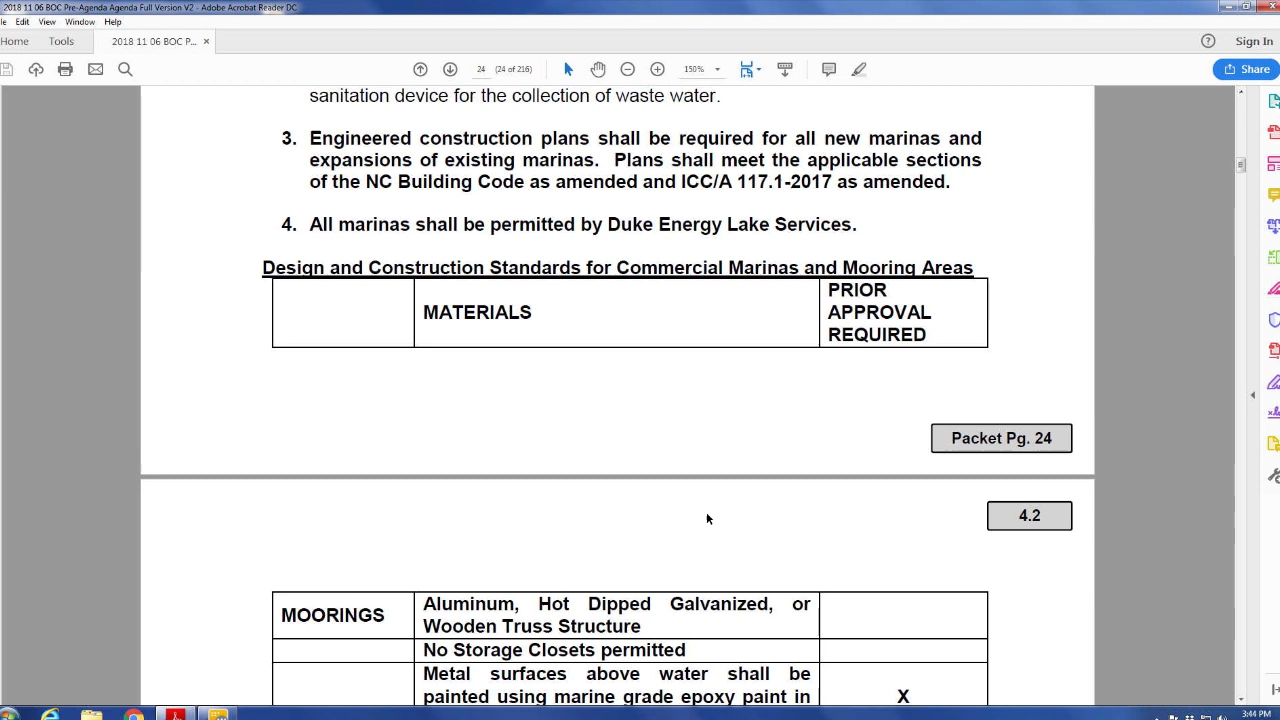 2018 11 06 BOC Pre-Agenda Agenda Full Version V2 - Adobe Acrobat Reader DC
Edit View Window Help
Home Tools 2018 11 06 BOC P... × Sign In
24 (24 of 216) 150% Share
sanitation device for the collection of waste water.
3. Engineered construction plans shall be required for all new marinas and
expansions of existing marinas. Plans shall meet the applicable sections
of the NC Building Code as amended and ICC/A 117.1-2017 as amended.
4. All marinas shall be permitted by Duke Energy Lake Services.
Design and Construction Standards for Commercial Marinas and Mooring Areas
MATERIALS
PRIOR
APPROVAL
REQUIRED
Packet Pg. 24
4.2
MOORINGS
Aluminum, Hot Dipped Galvanized, or
Wooden Truss Structure
No Storage Closets permitted
Metal surfaces above water shall be
painted using marine grade epoxy paint in
X
3:44 PM